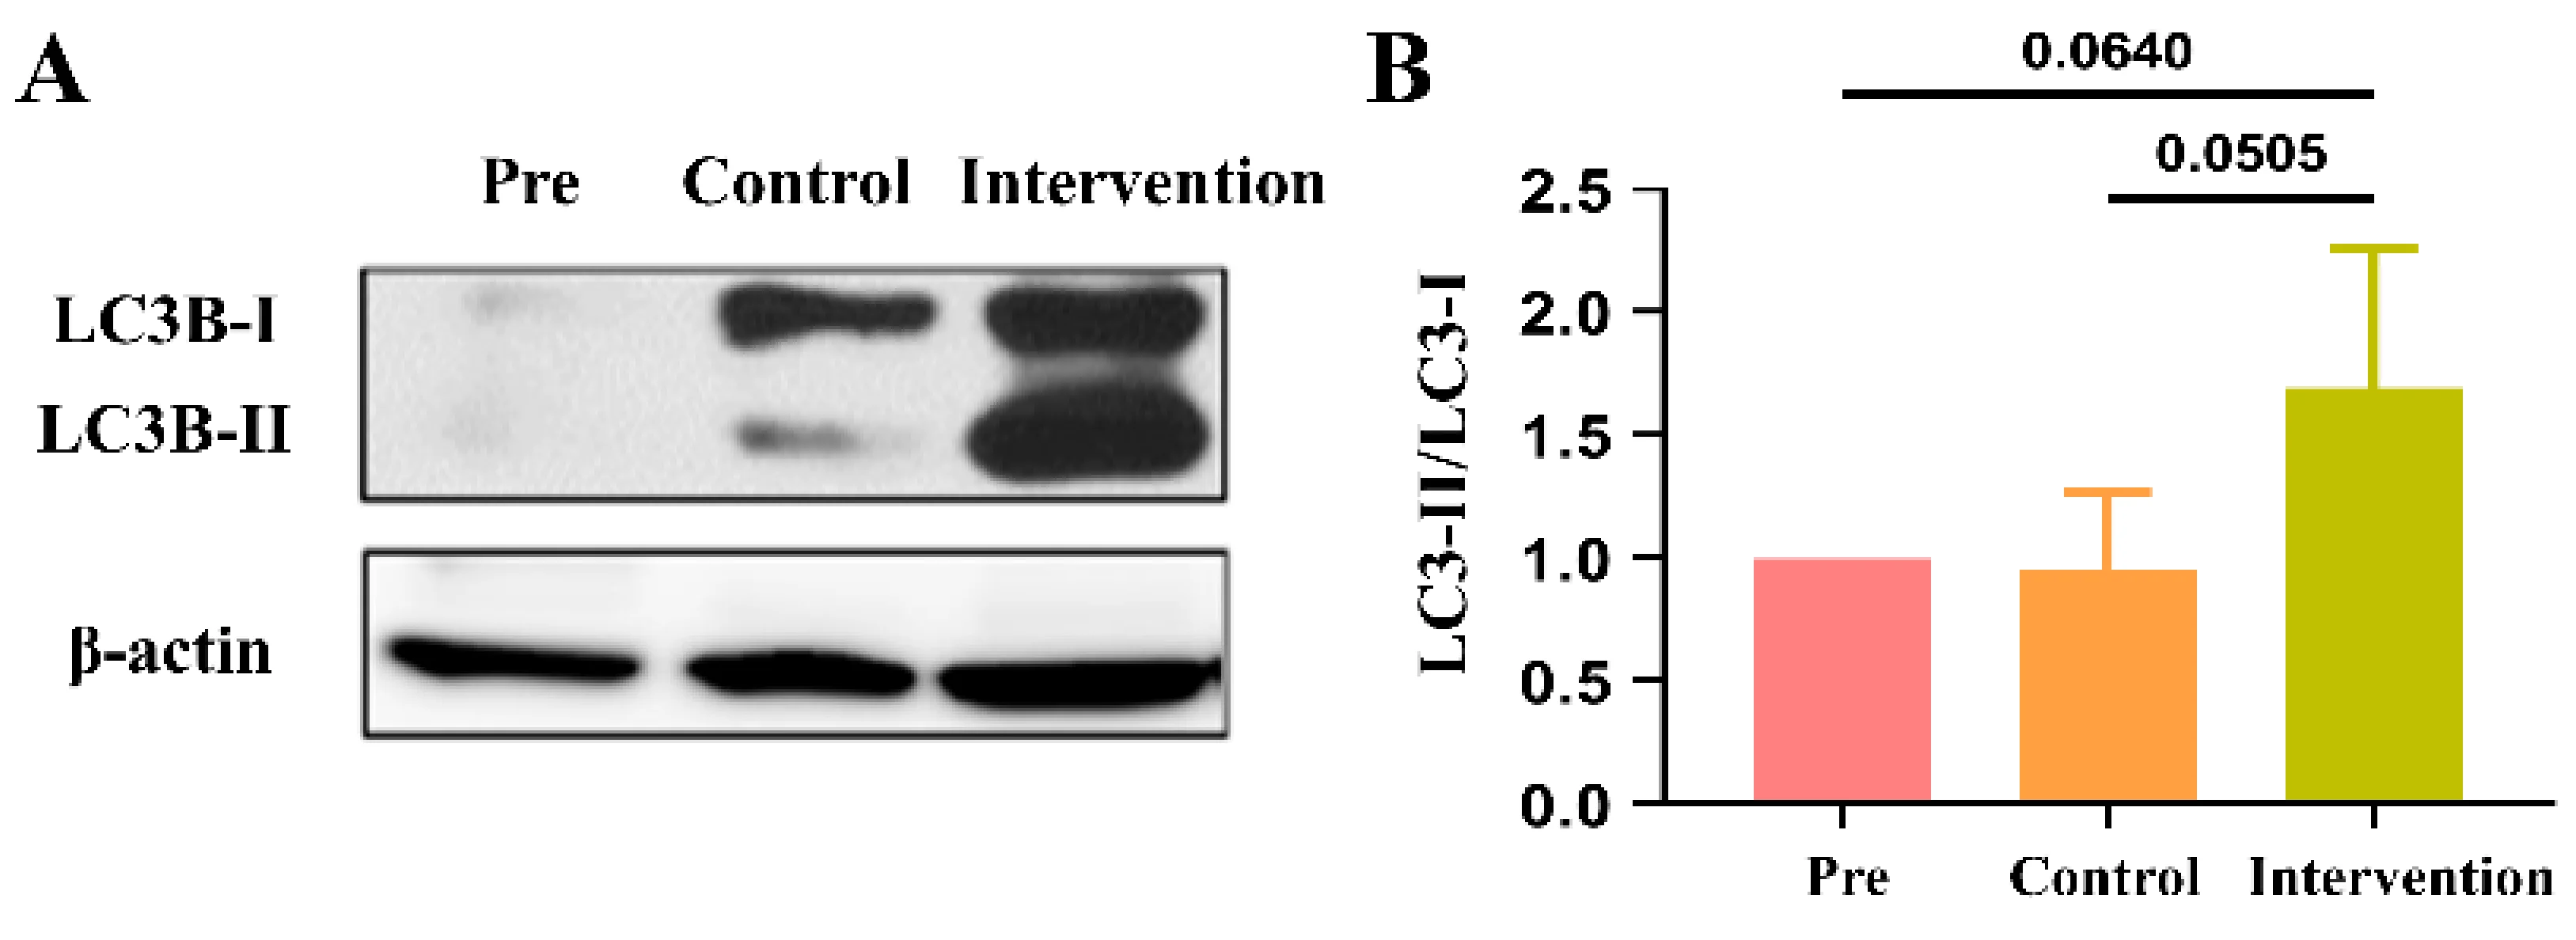 A
Pre Control Intervention
LC3B-I
LC3B-II
β-actin
B
0.0640
0.0505
LC3-II/LC3-I
2.5
2.0
1.5
1.0
0.5
0.0
Pre Control Intervention